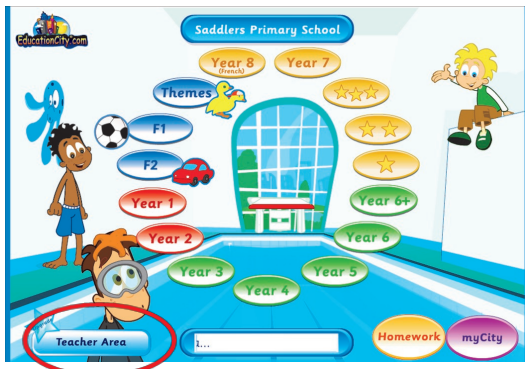 EducationCity.com
Saddlers Primary School
Year 8
(French)
Year 7
Themes
F1
F2
Year 1
Year 2
Year 3
Year 4
Year 5
Year 6
Year 6+
Teacher Area
1...
Homework
myCity